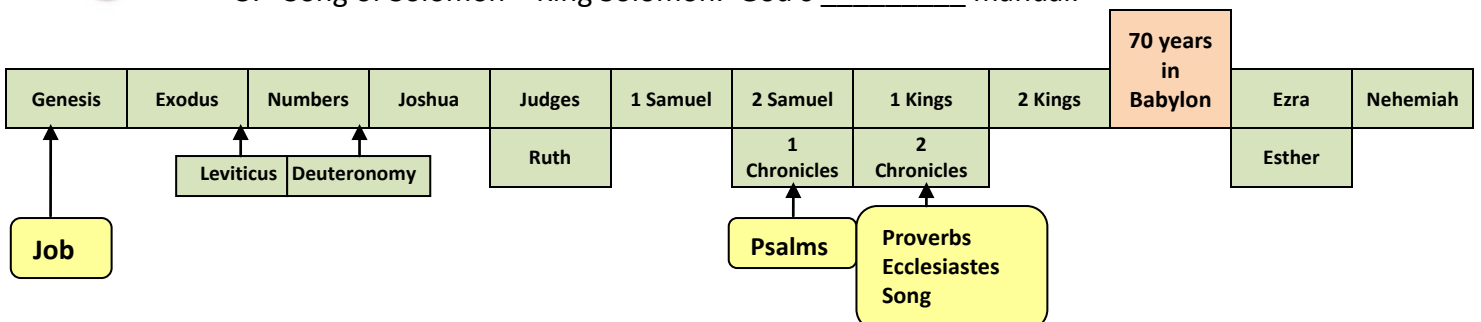 70 years
in
Babylon
Genesis Exodus Numbers Joshua Judges 1 Samuel 2 Samuel 1 Kings 2 Kings Ezra Nehemiah
Ruth
1
Chronicles
2
Chronicles
Esther
Leviticus Deuteronomy
Job
Psalms
Proverbs
Ecclesiastes
Song